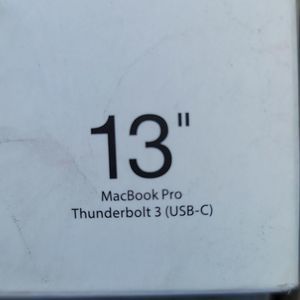 13"
MacBook Pro
Thunderbolt 3 (USB-C)